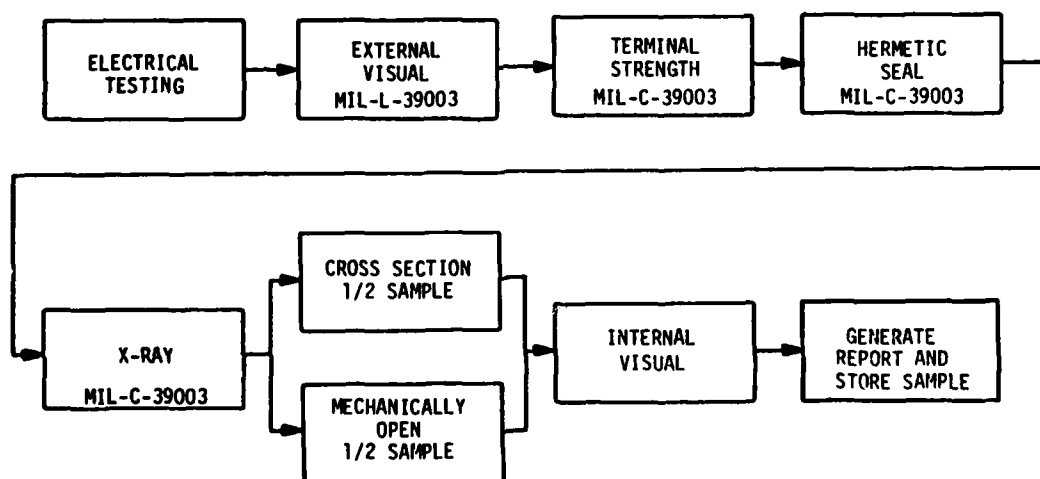 ELECTRICAL
TESTING
EXTERNAL
VISUAL
MIL-L-39003
TERMINAL
STRENGTH
MIL-C-39003
HERMETIC
SEAL
MIL-C-39003
X-RAY
MIL-C-39003
CROSS SECTION
1/2 SAMPLE
MECHANICALLY
OPEN
1/2 SAMPLE
INTERNAL
VISUAL
GENERATE
REPORT AND
STORE SAMPLE